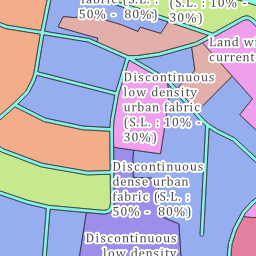 fabric (S.L. :
50% - 80%)
(S.L. : 10% -
30%)
Land wi
current
Discontinuous
low density
urban fabric
(S.L. : 10% -
30%)
Discontinuous
dense urban
fabric (S.L. :
50% - 80%)
Discontinuous
low density